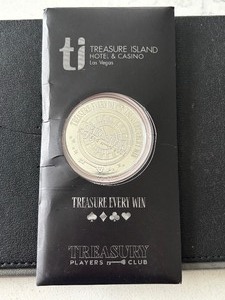 ti
TREASURE ISLAND
HOTEL & CASINO
Las Vegas
TREASURE EVERY WIN
TREASURY
PLAYERS CLUB